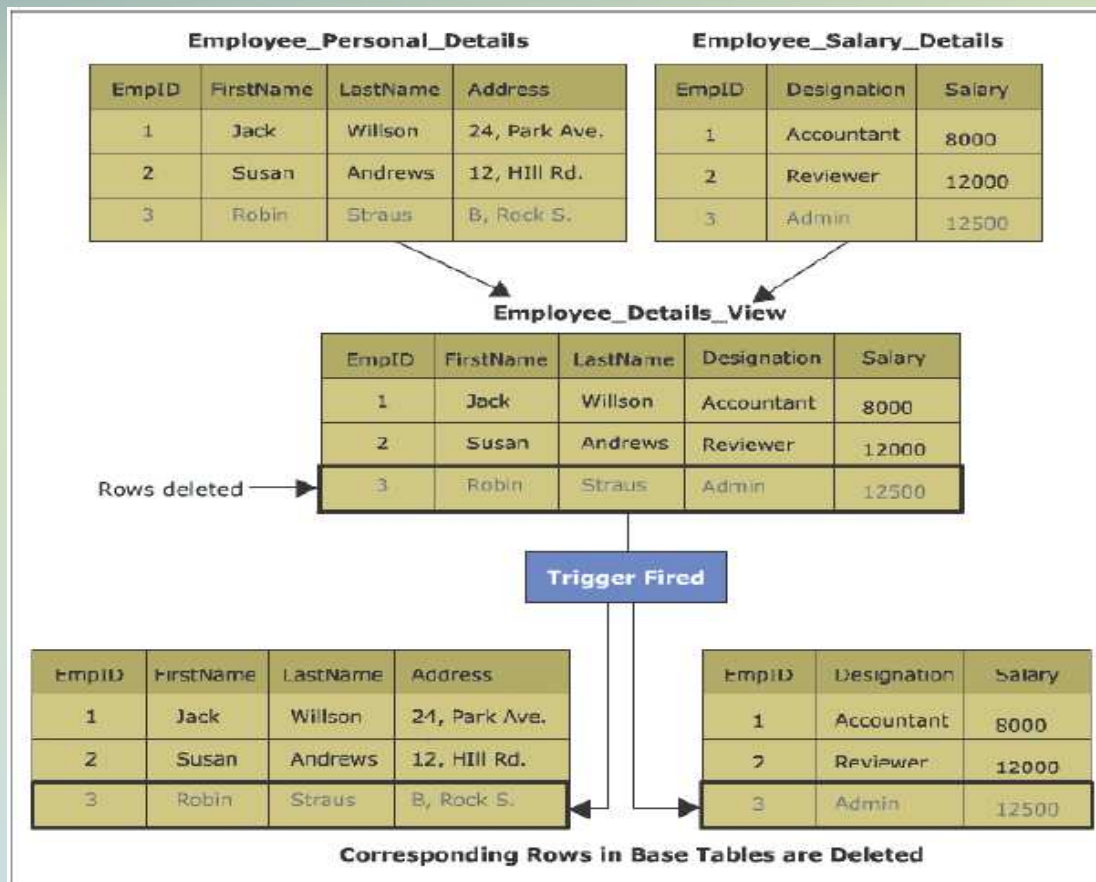 Employee_Personal_Details
EmpID FirstName LastName Address
1 Jack Willson 24, Park Ave.
2 Susan Andrews 12, HIll Rd.
3 Robin Straus B, Rock S.
Employee_Salary_Details
EmpID Designation Salary
1 Accountant 8000
2 Reviewer 12000
3 Admin 12500
Employee_Details_View
EmpID FirstName LastName Designation Salary
1 Jack Willson Accountant 8000
2 Susan Andrews Reviewer 12000
Rows deleted
3 Robin Straus Admin 12500
Trigger Fired
EmpID FirstName LastName Address
1 Jack Willson 24, Park Ave.
2 Susan Andrews 12, HIll Rd.
3 Robin Straus B, Rock S.
EmpID Designation Salary
1 Accountant 8000
2 Reviewer 12000
3 Admin 12500
Corresponding Rows in Base Tables are Deleted